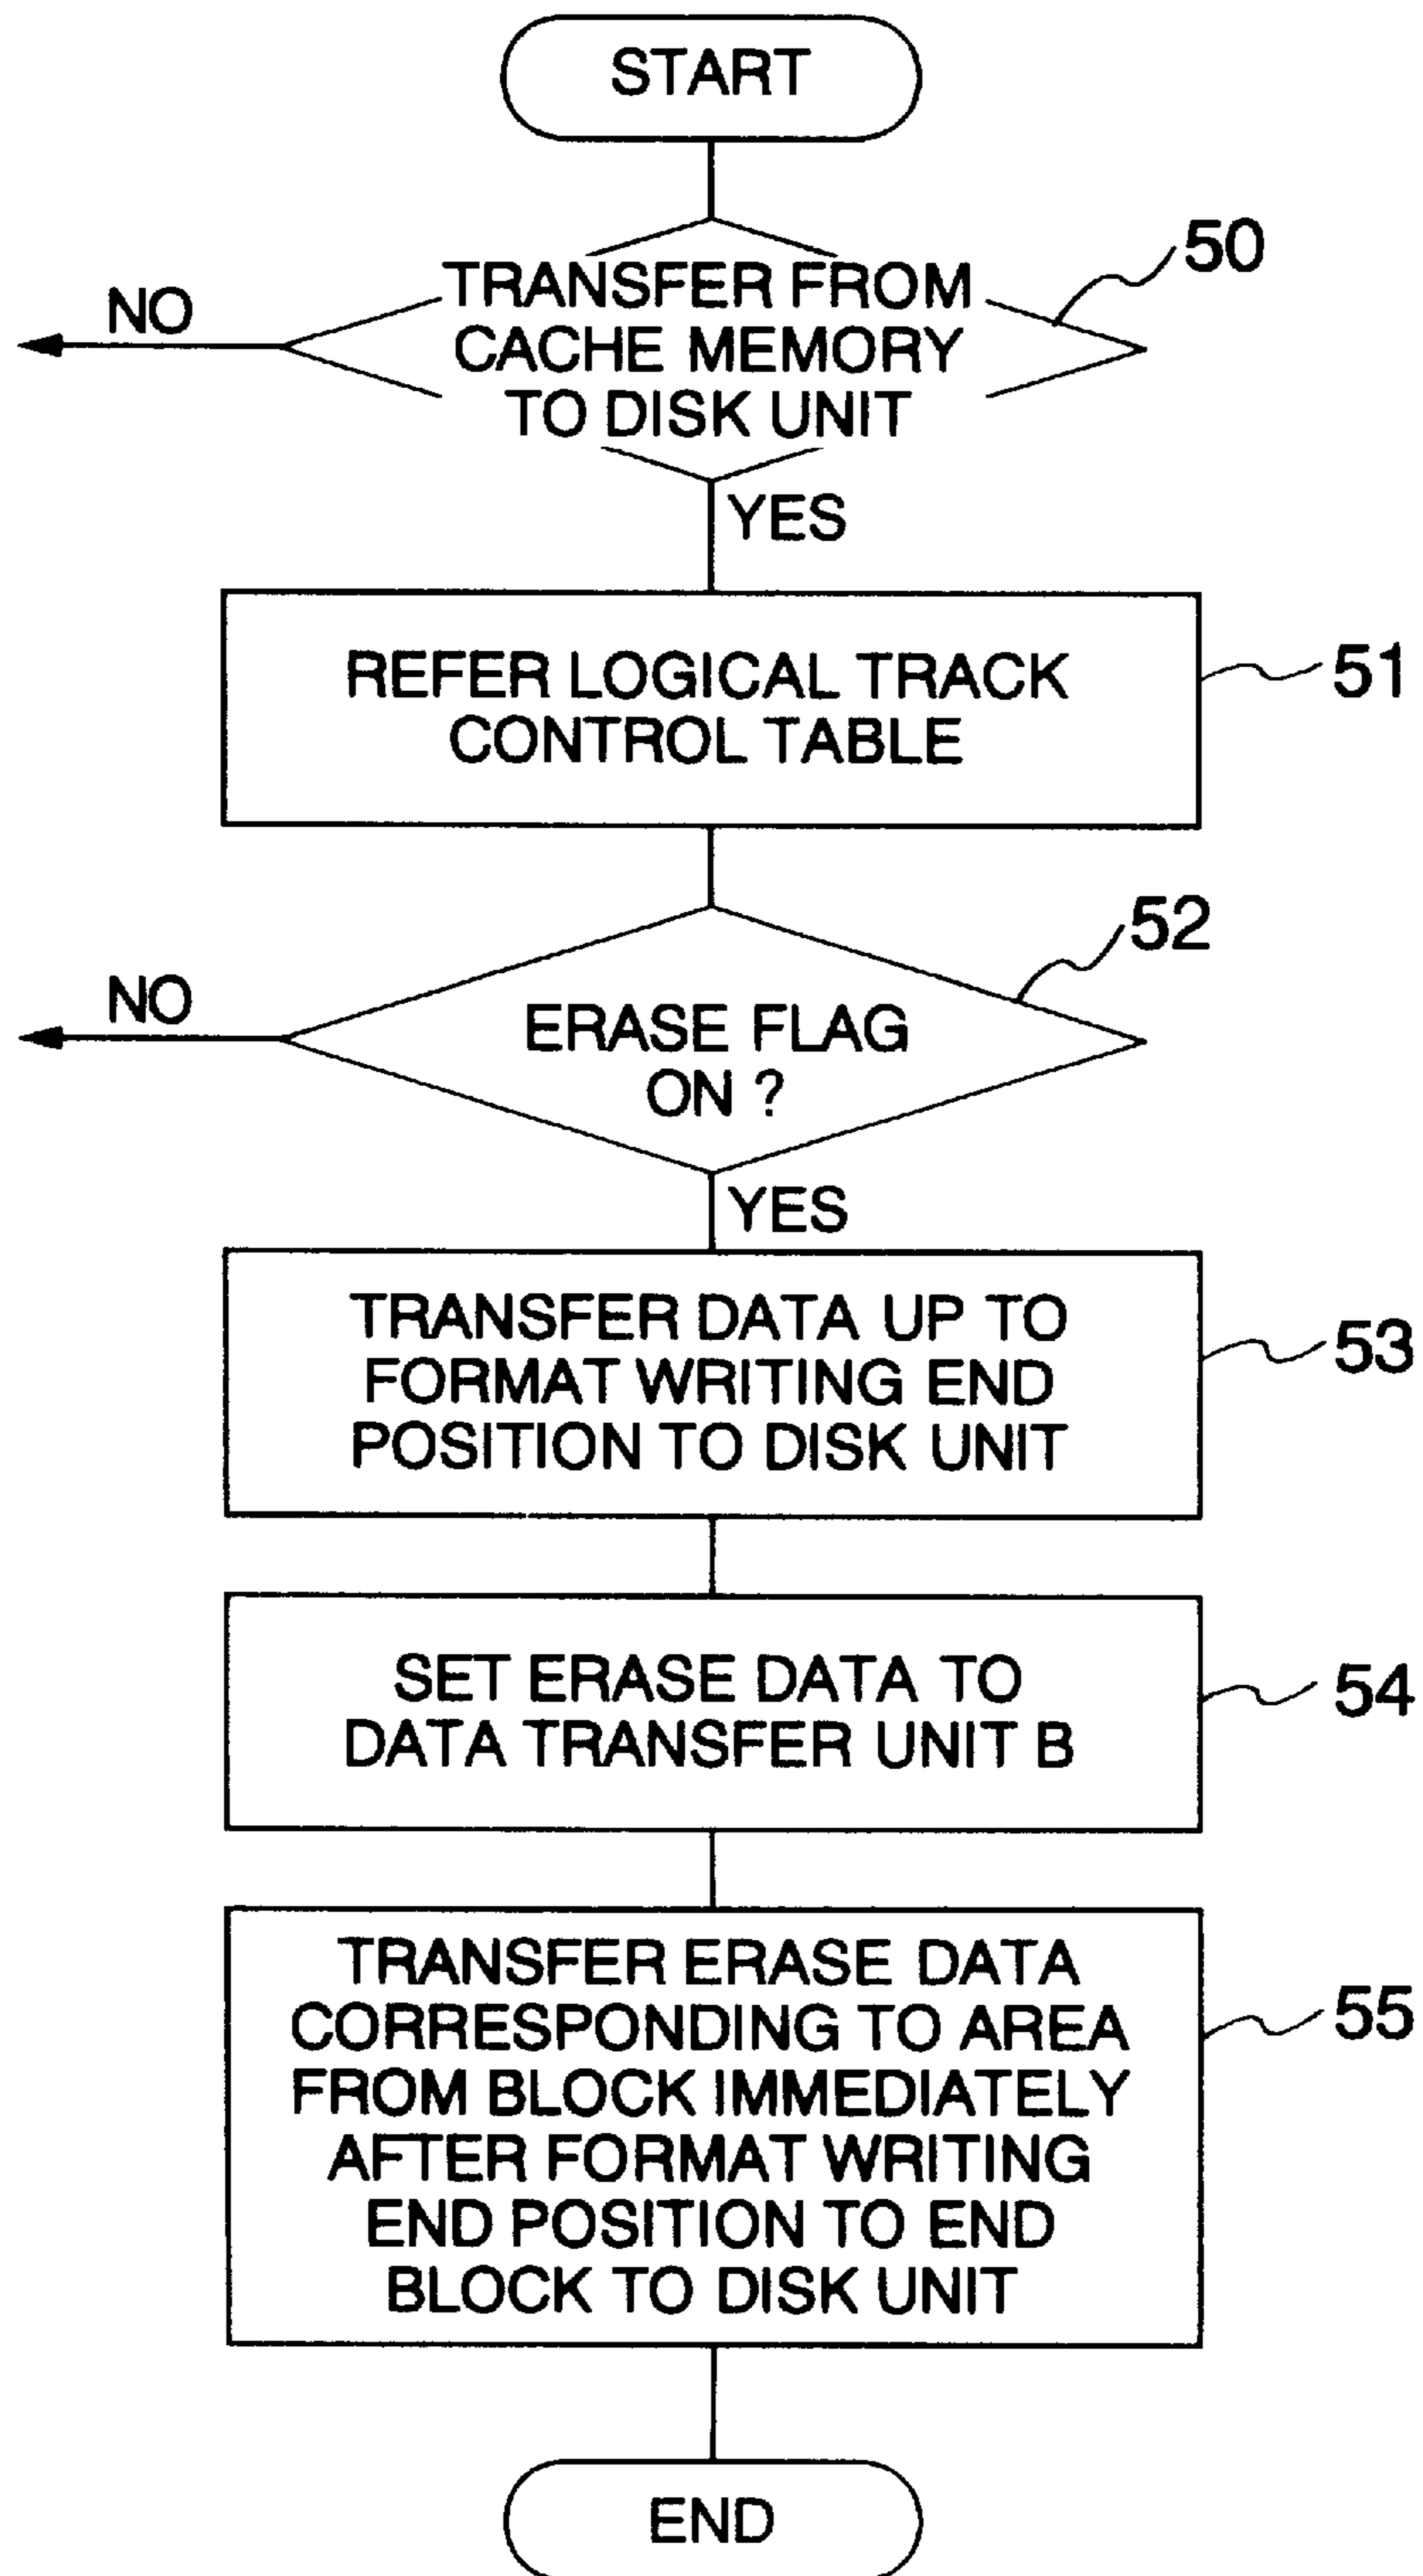 START
50
NO
TRANSFER FROM
CACHE MEMORY
TO DISK UNIT
YES
REFER LOGICAL TRACK
CONTROL TABLE
51
52
NO
ERASE FLAG
ON ?
YES
TRANSFER DATA UP TO
FORMAT WRITING END
POSITION TO DISK UNIT
53
SET ERASE DATA TO
DATA TRANSFER UNIT B
54
TRANSFER ERASE DATA
CORRESPONDING TO AREA
FROM BLOCK IMMEDIATELY
AFTER FORMAT WRITING
END POSITION TO END
BLOCK TO DISK UNIT
55
END